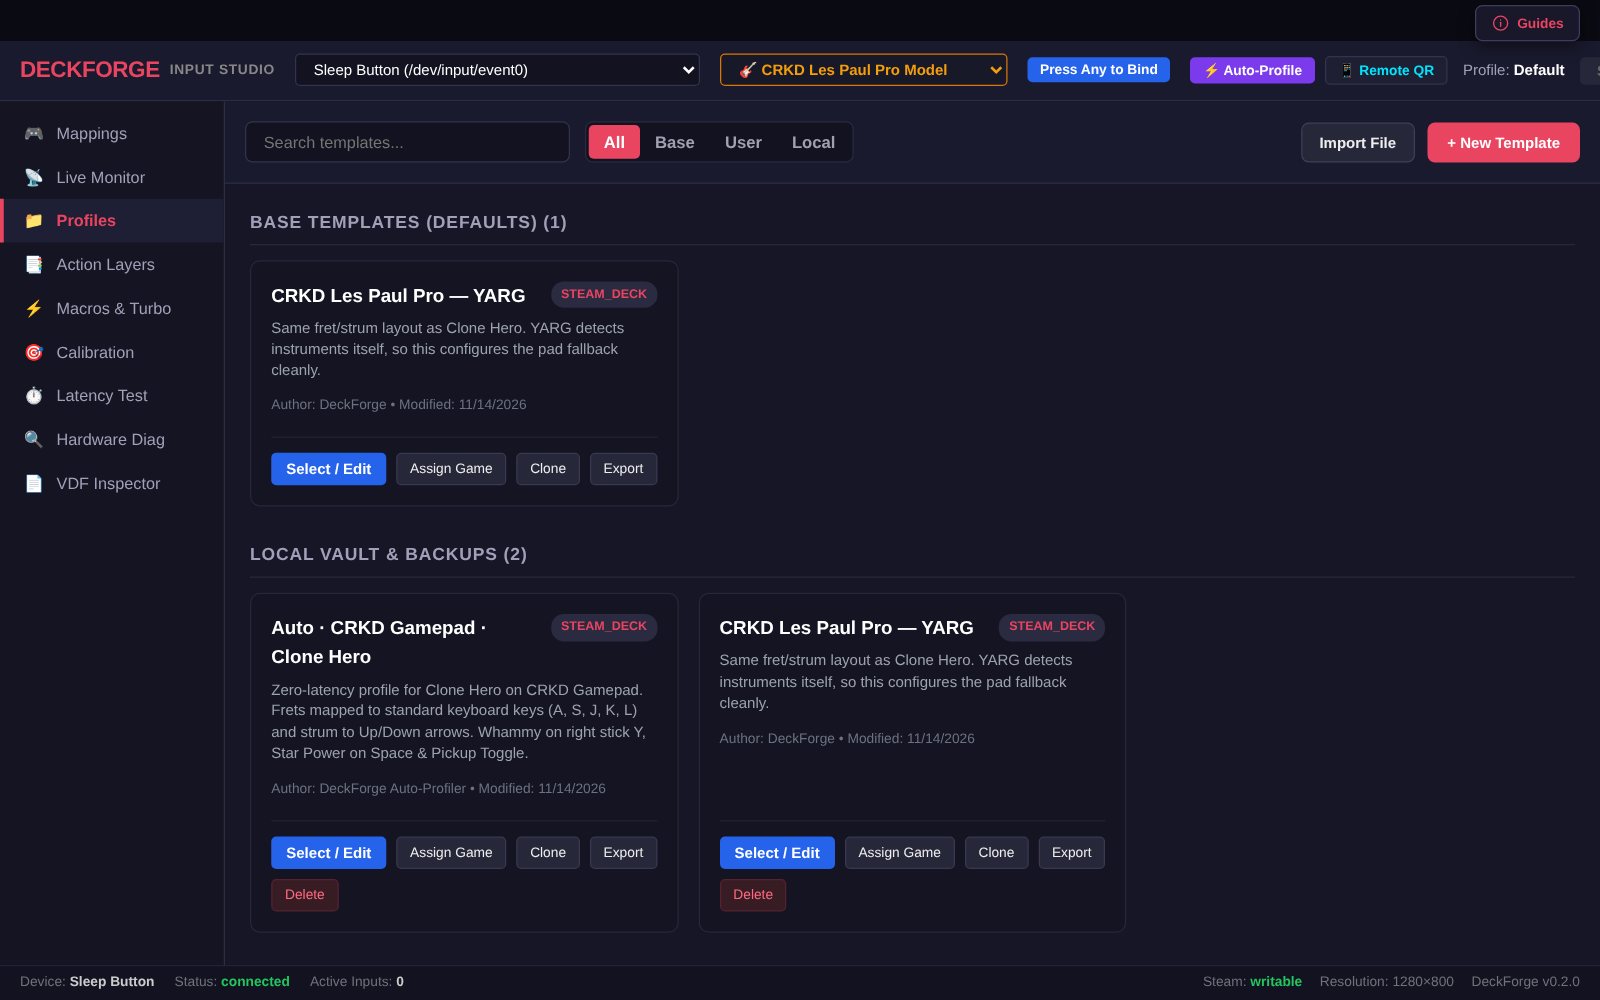 Guides
DECKFORGE INPUT STUDIO
Sleep Button (/dev/input/event0)
🎸 CRKD Les Paul Pro Model
Press Any to Bind
⚡ Auto-Profile
📱 Remote QR
Profile: Default
Mappings
Live Monitor
Profiles
Action Layers
Macros & Turbo
Calibration
Latency Test
Hardware Diag
VDF Inspector
Search templates...
All Base User Local
Import File
+ New Template
BASE TEMPLATES (DEFAULTS) (1)
CRKD Les Paul Pro — YARG
STEAM_DECK
Same fret/strum layout as Clone Hero. YARG detects
instruments itself, so this configures the pad fallback
cleanly.
Author: DeckForge • Modified: 11/14/2026
Select / Edit Assign Game Clone Export
LOCAL VAULT & BACKUPS (2)
Auto · CRKD Gamepad ·
Clone Hero
STEAM_DECK
Zero-latency profile for Clone Hero on CRKD Gamepad.
Frets mapped to standard keyboard keys (A, S, J, K, L)
and strum to Up/Down arrows. Whammy on right stick Y,
Star Power on Space & Pickup Toggle.
Author: DeckForge Auto-Profiler • Modified: 11/14/2026
Select / Edit Assign Game Clone Export
Delete
CRKD Les Paul Pro — YARG
STEAM_DECK
Same fret/strum layout as Clone Hero. YARG detects
instruments itself, so this configures the pad fallback
cleanly.
Author: DeckForge • Modified: 11/14/2026
Select / Edit Assign Game Clone Export
Delete
Device: Sleep Button Status: connected Active Inputs: 0
Steam: writable Resolution: 1280×800 DeckForge v0.2.0